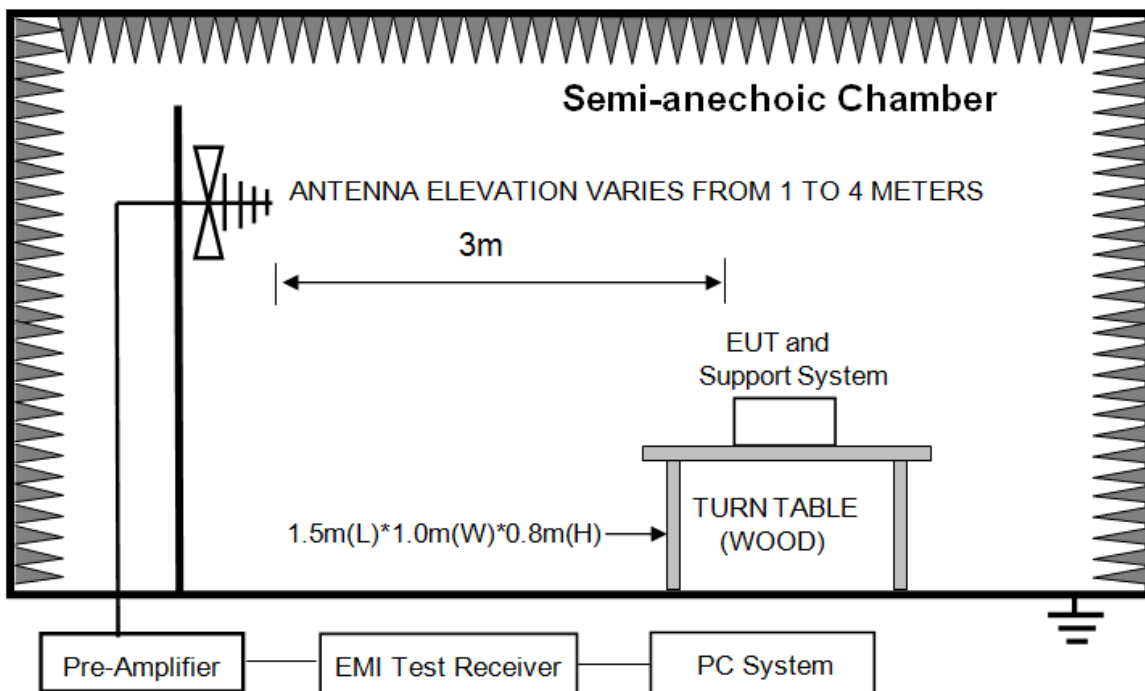 Semi-anechoic Chamber
ANTENNA ELEVATION VARIES FROM 1 TO 4 METERS
3m
EUT and
Support System
1.5m(L)*1.0m(W)*0.8m(H)
TURN TABLE
(WOOD)
Pre-Amplifier
EMI Test Receiver
PC System